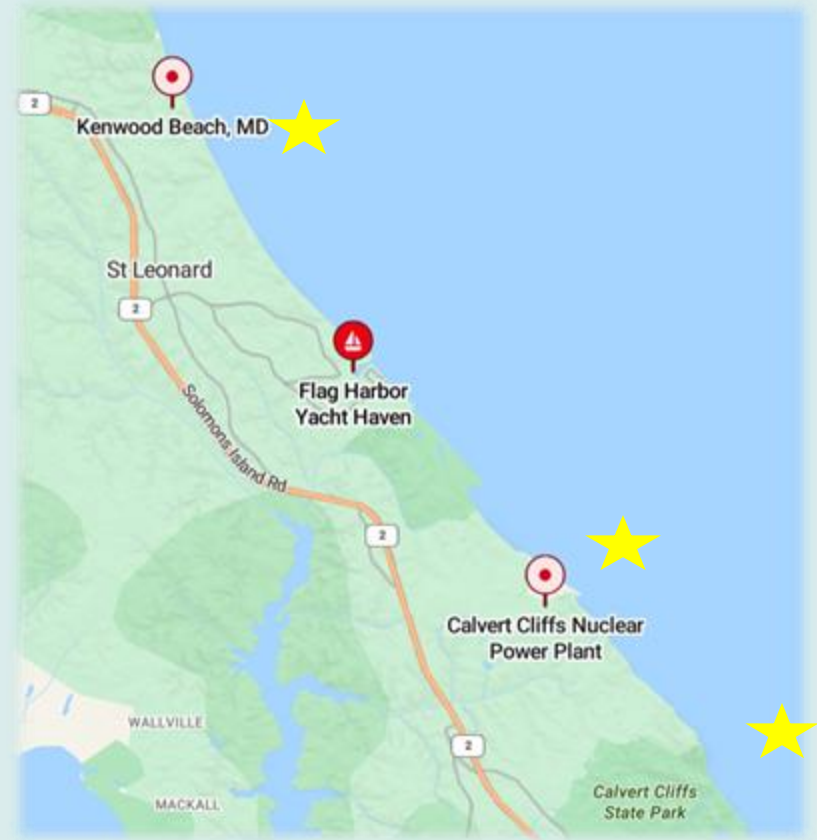 2
Kenwood Beach, MD
St Leonard
2
Flag Harbor
Yacht Haven
Solomons Island Rd
2
Calvert Cliffs Nuclear
Power Plant
WALLVILLE
2
Calvert Cliffs
State Park
MACKALL